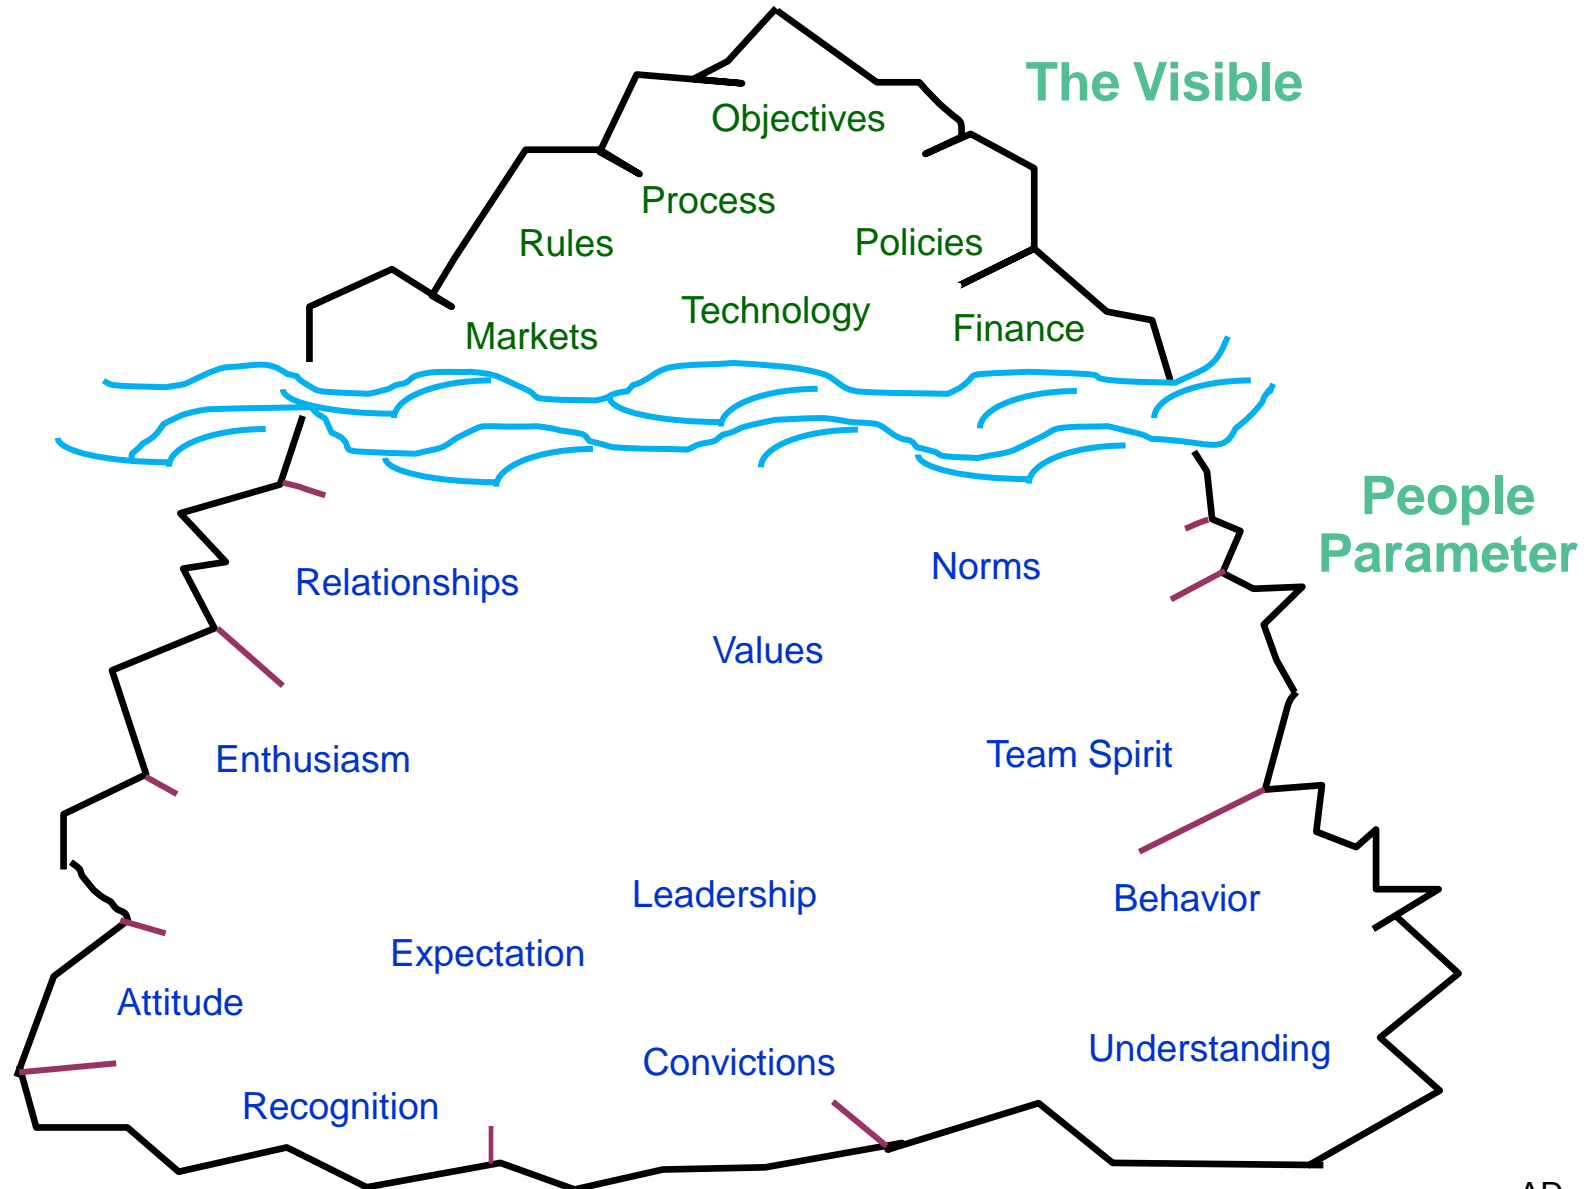 The Visible
Objectives
Process
Rules
Policies
Technology
Markets
Finance
People
Parameter
Relationships
Norms
Values
Enthusiasm
Team Spirit
Leadership
Behavior
Expectation
Attitude
Convictions
Understanding
Recognition